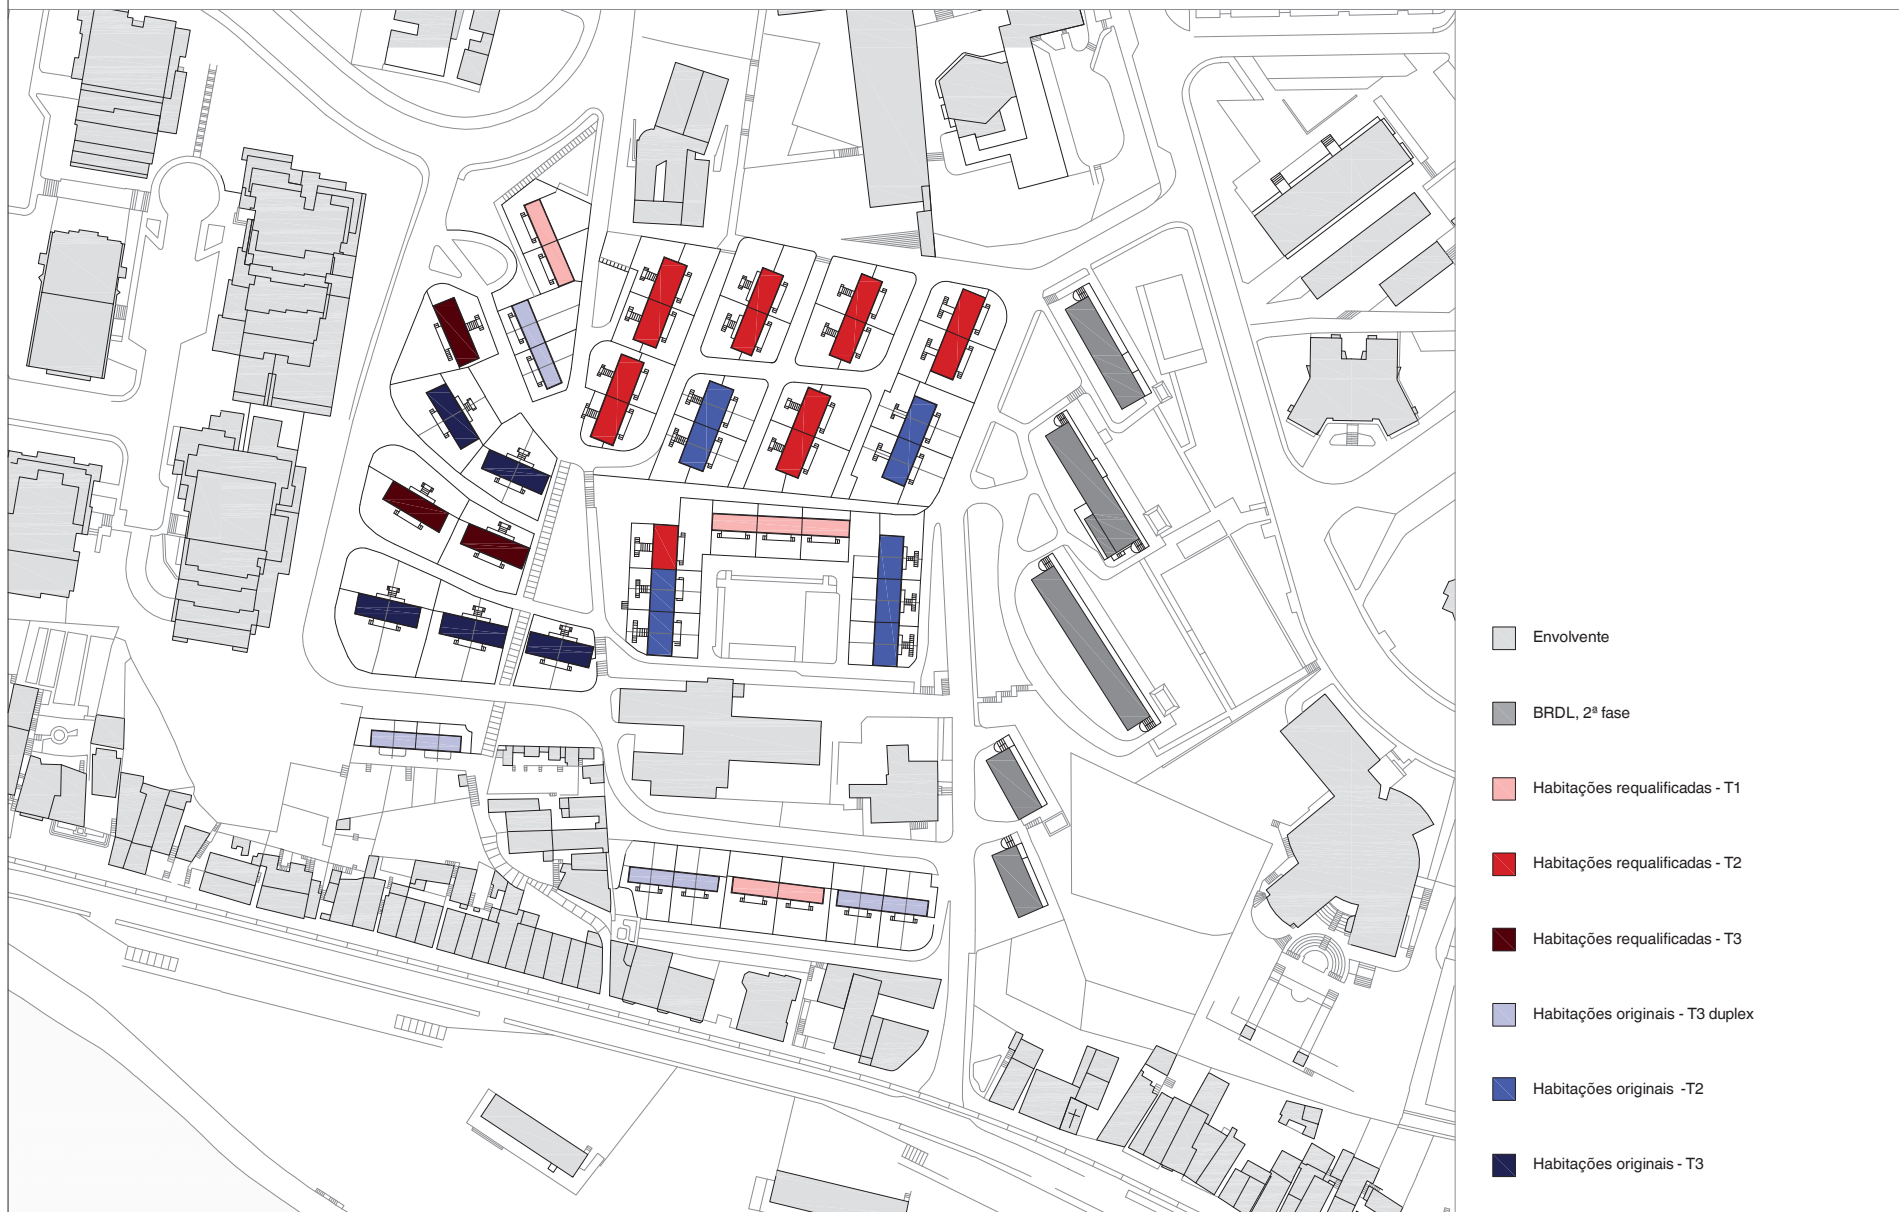 Envolvente
BRDL, 2ª fase
Habitações requalificadas - T1
Habitações requalificadas - T2
Habitações requalificadas - T3
Habitações originais - T3 duplex
Habitações originais -T2
Habitações originais - T3